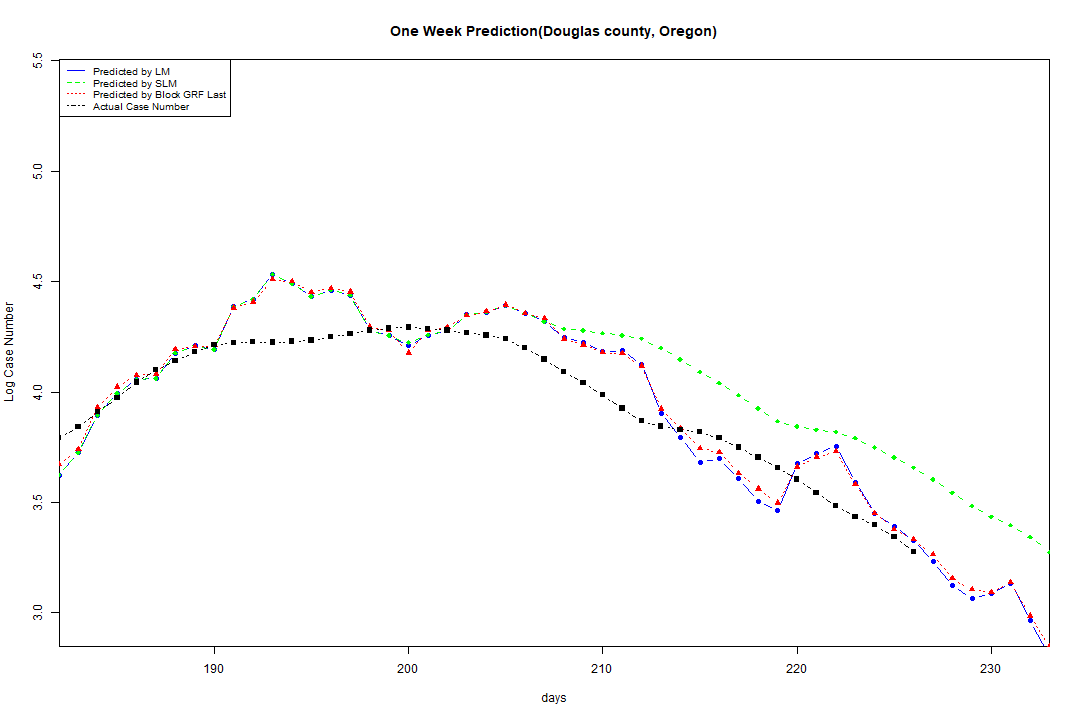 One Week Prediction(Douglas county, Oregon)
Predicted by LM
Predicted by SLM
Predicted by Block GRF Last
Actual Case Number
5.5
5.0
4.5
4.0
3.5
3.0
Log Case Number
190
200
210
220
230
days